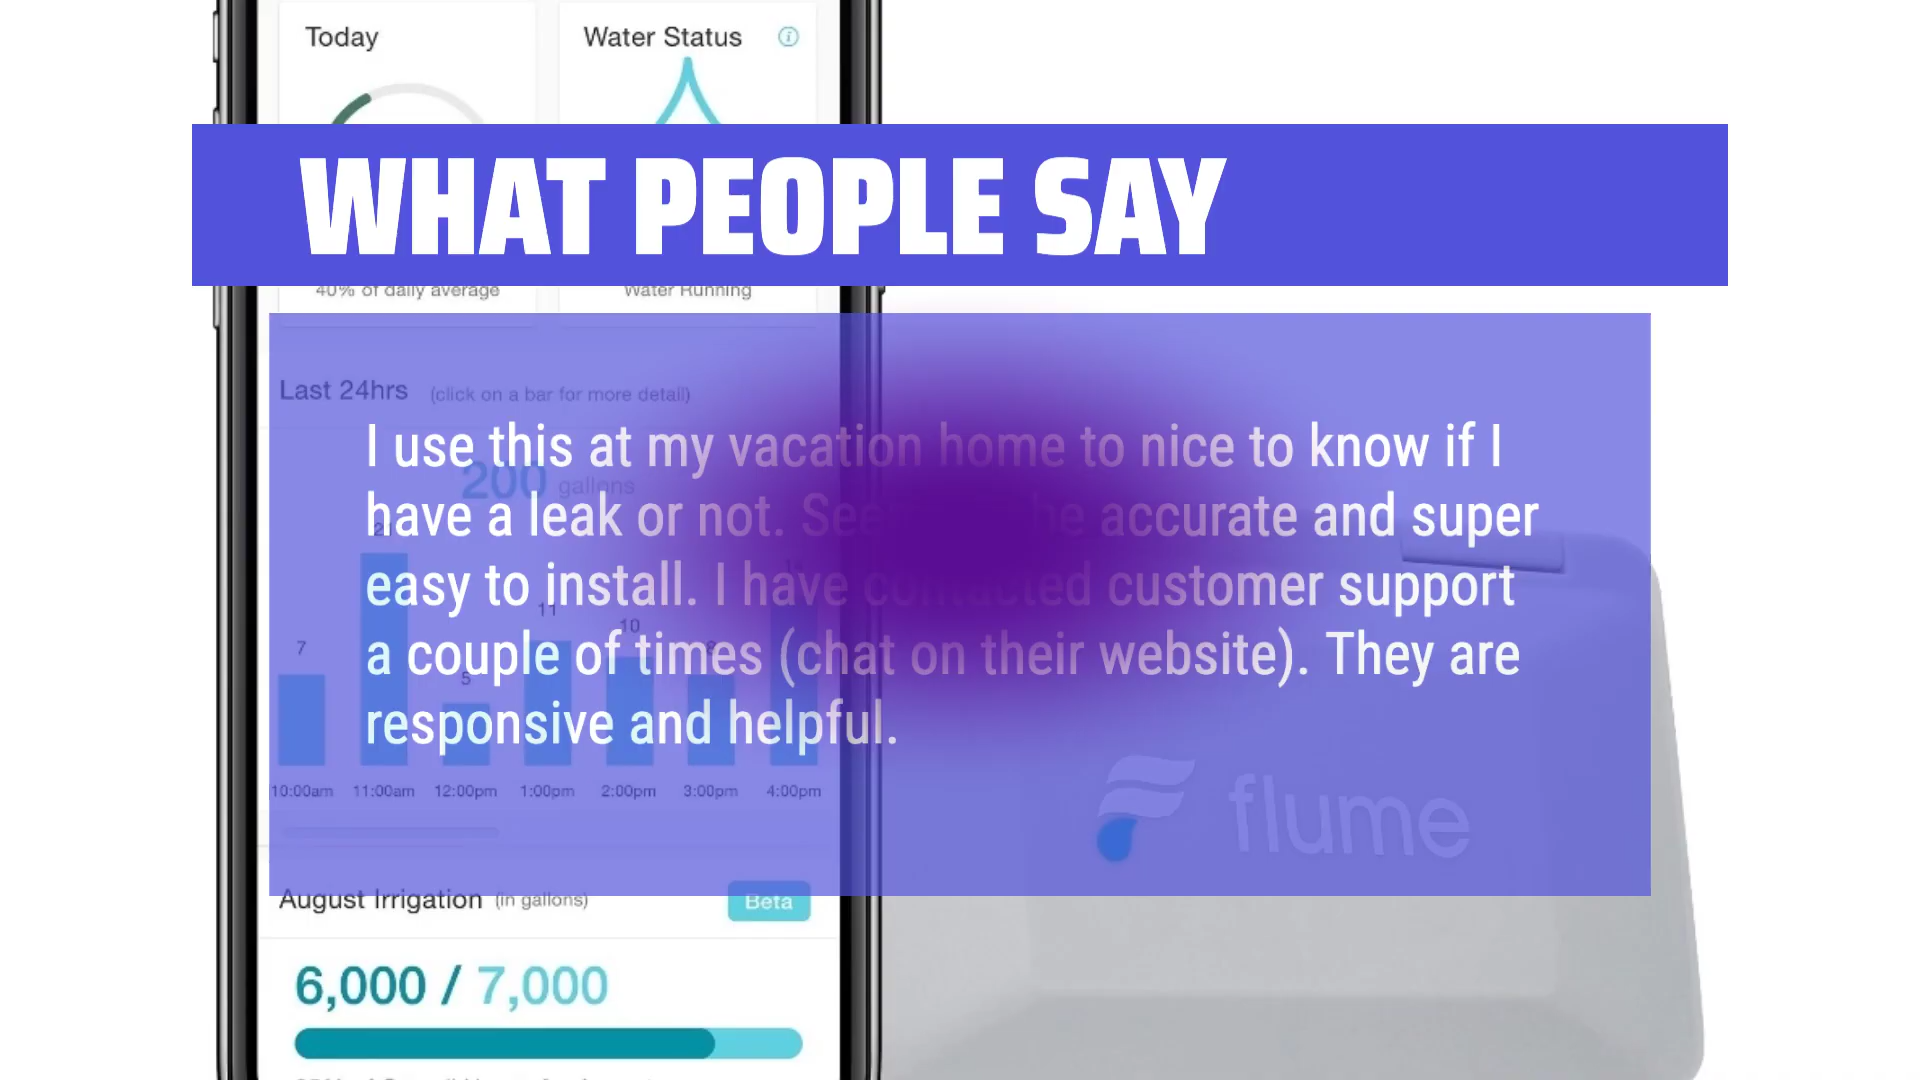 Today
Water Status
WHAT PEOPLE SAY
40% of daily average
Water Running
Last 24hrs (click on a bar for more detail)
200 gallons
I use this at my vacation home to nice to know if I
have a leak or not. accurate and super
easy to install. I have contacted customer support
a couple of times (chat on their website). They are
responsive and helpful.
7
11
10
5
10:00am 11:00am 12:00pm 1:00pm 2:00pm 3:00pm 4:00pm
flume
August Irrigation (in gallons) Beta
6,000 / 7,000